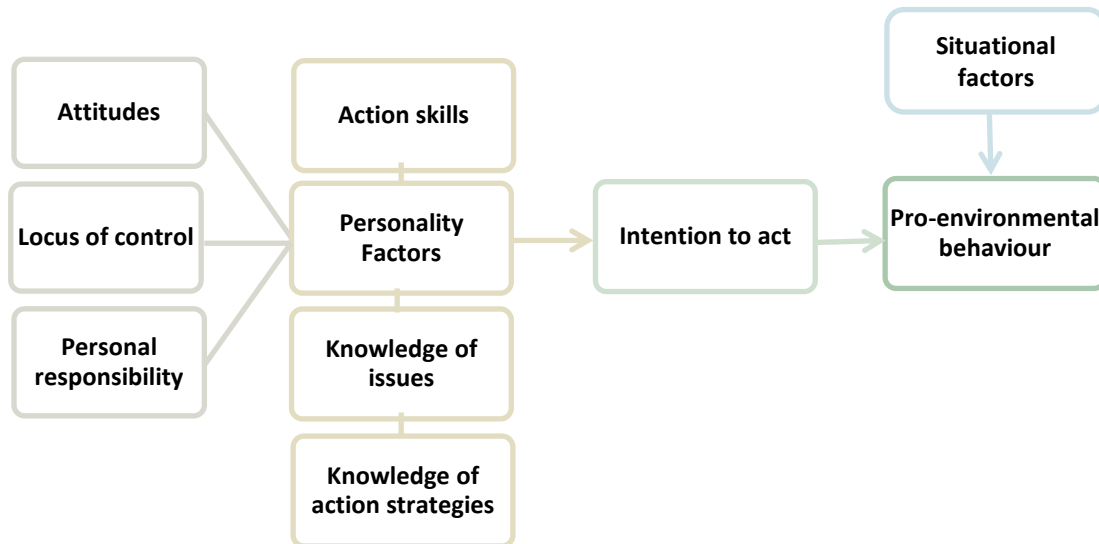 Situational
factors
Attitudes
Action skills
Locus of control
Personality
Factors
Intention to act
Pro-environmental
behaviour
Personal
responsibility
Knowledge of
issues
Knowledge of
action strategies